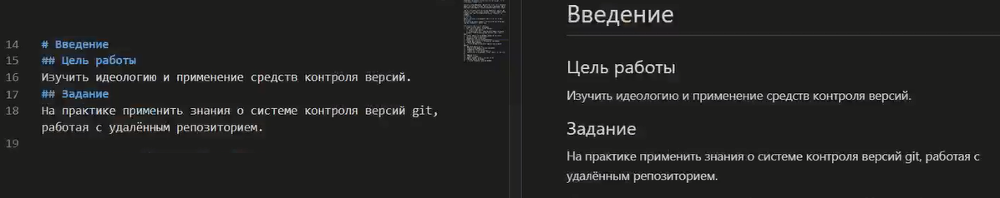 14 # Введение
15 ## Цель работы
16 Изучить идеологию и применение средств контроля версий.
17 ## Задание
18 На практике применить знания о системе контроля версий git,
работая с удалённым репозиторием.
19
Введение
Цель работы
Изучить идеологию и применение средств контроля версий.
Задание
На практике применить знания о системе контроля версий git, работая с
удалённым репозиторием.